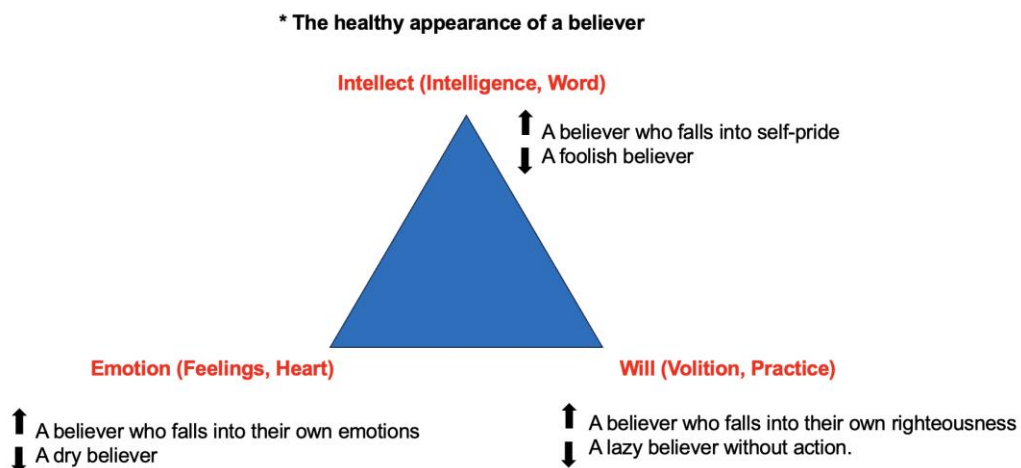 * The healthy appearance of a believer
Intellect (Intelligence, Word)
⬆ A believer who falls into self-pride
⬇ A foolish believer
Emotion (Feelings, Heart)
⬆ A believer who falls into their own emotions
⬇ A dry believer
Will (Volition, Practice)
⬆ A believer who falls into their own righteousness
⬇ A lazy believer without action.